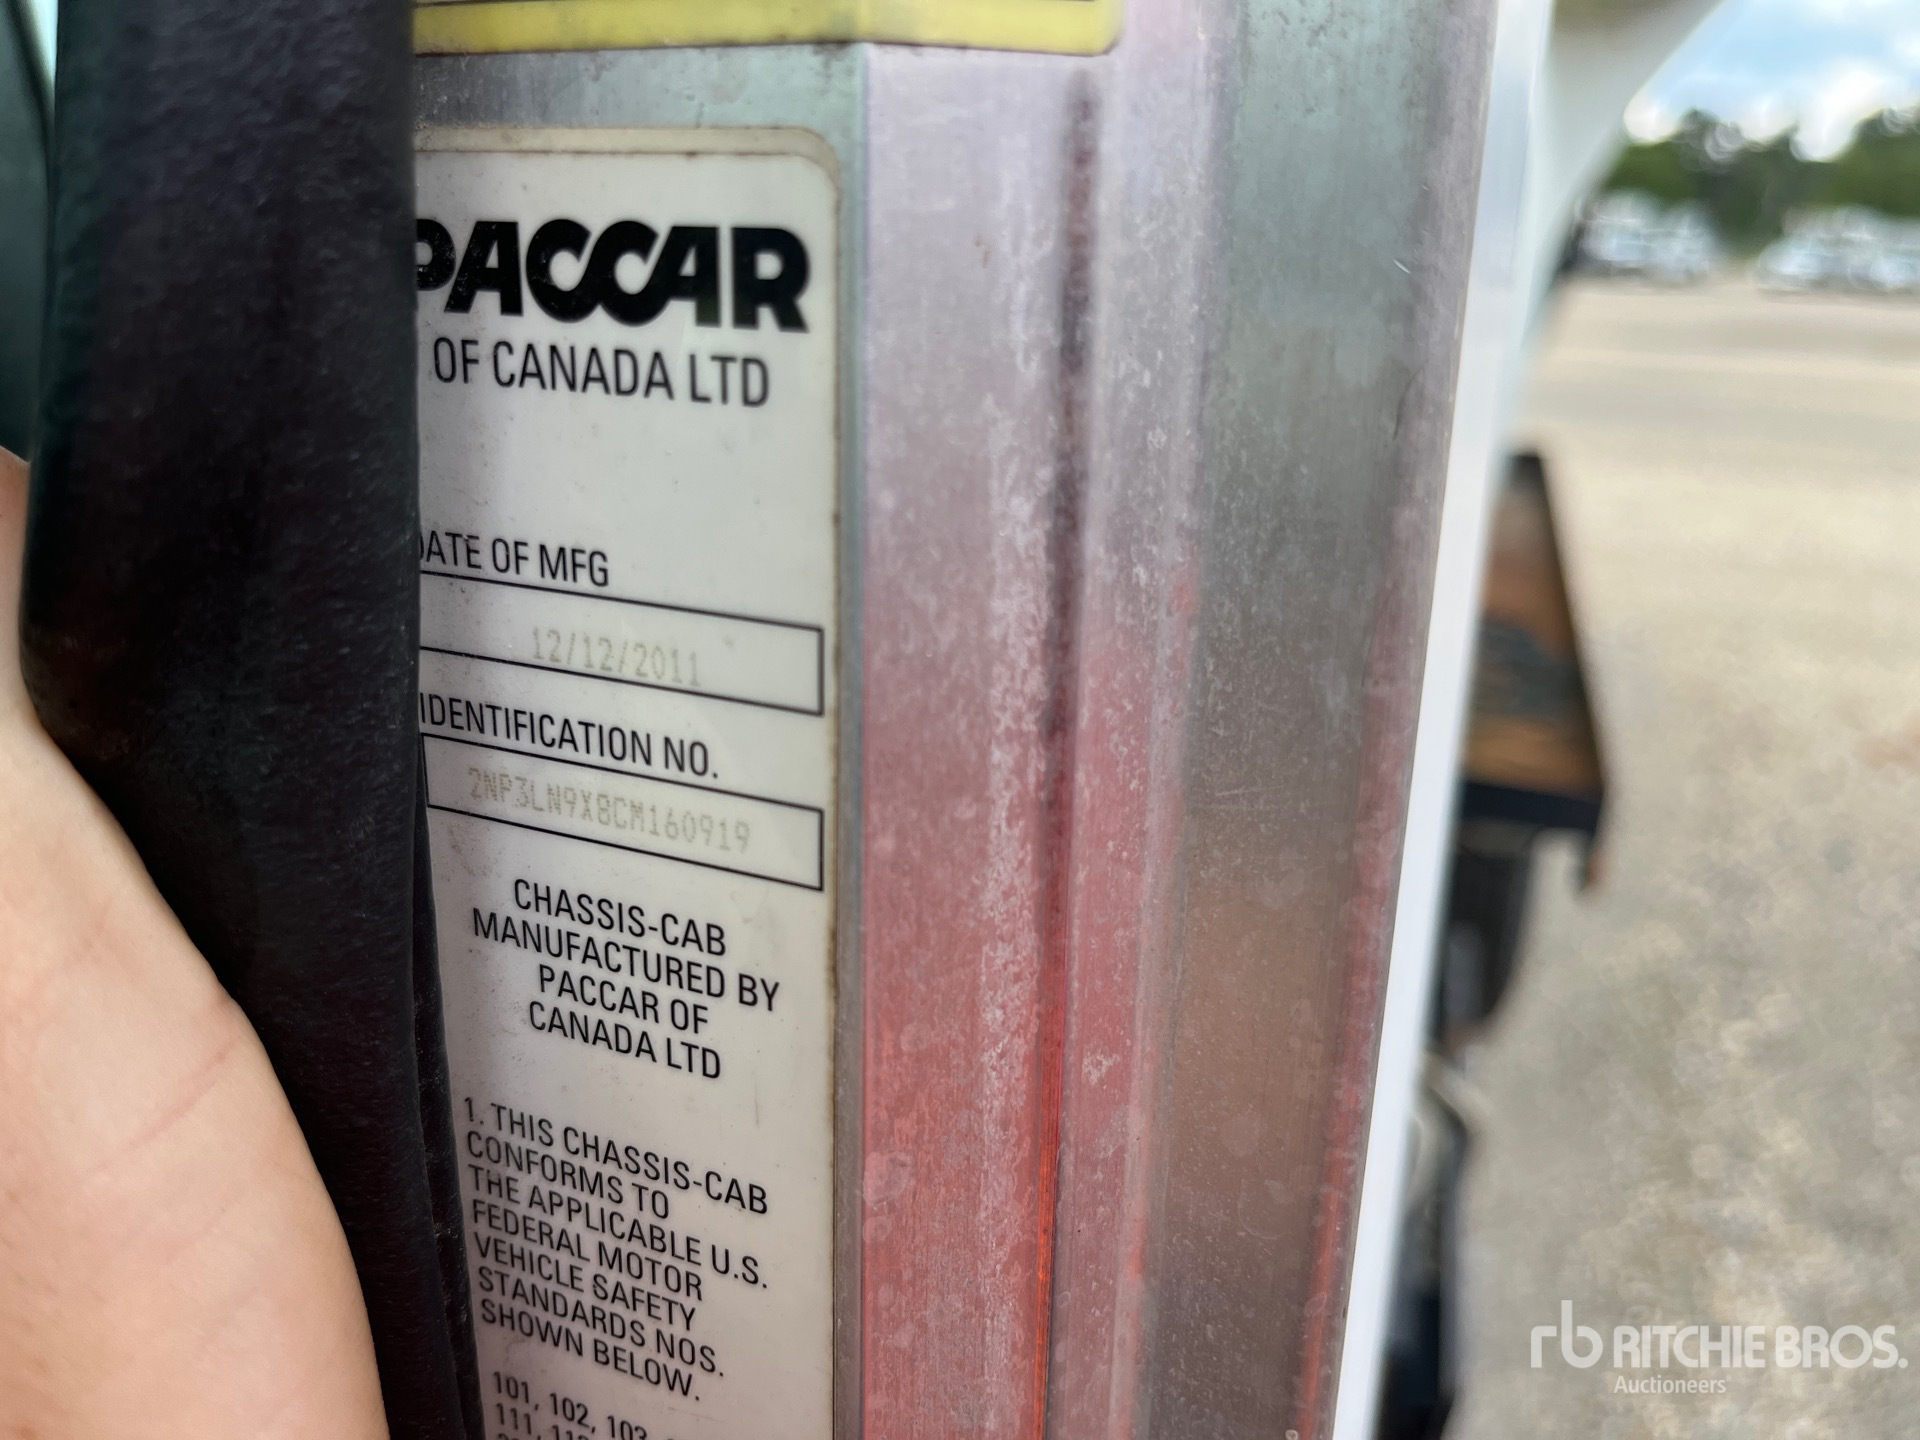 PACCAR
OF CANADA LTD
DATE OF MFG
12/12/2011
IDENTIFICATION NO.
2NP3LN9X8CM160919
CHASSIS-CAB
MANUFACTURED BY
PACCAR OF
CANADA LTD
1. THIS CHASSIS-CAB
CONFORMS TO
THE APPLICABLE U.S.
FEDERAL MOTOR
VEHICLE SAFETY
STANDARDS NOS.
SHOWN BELOW.
101, 102, 103,
111,
rb RITCHIE BROS.
Auctioneers